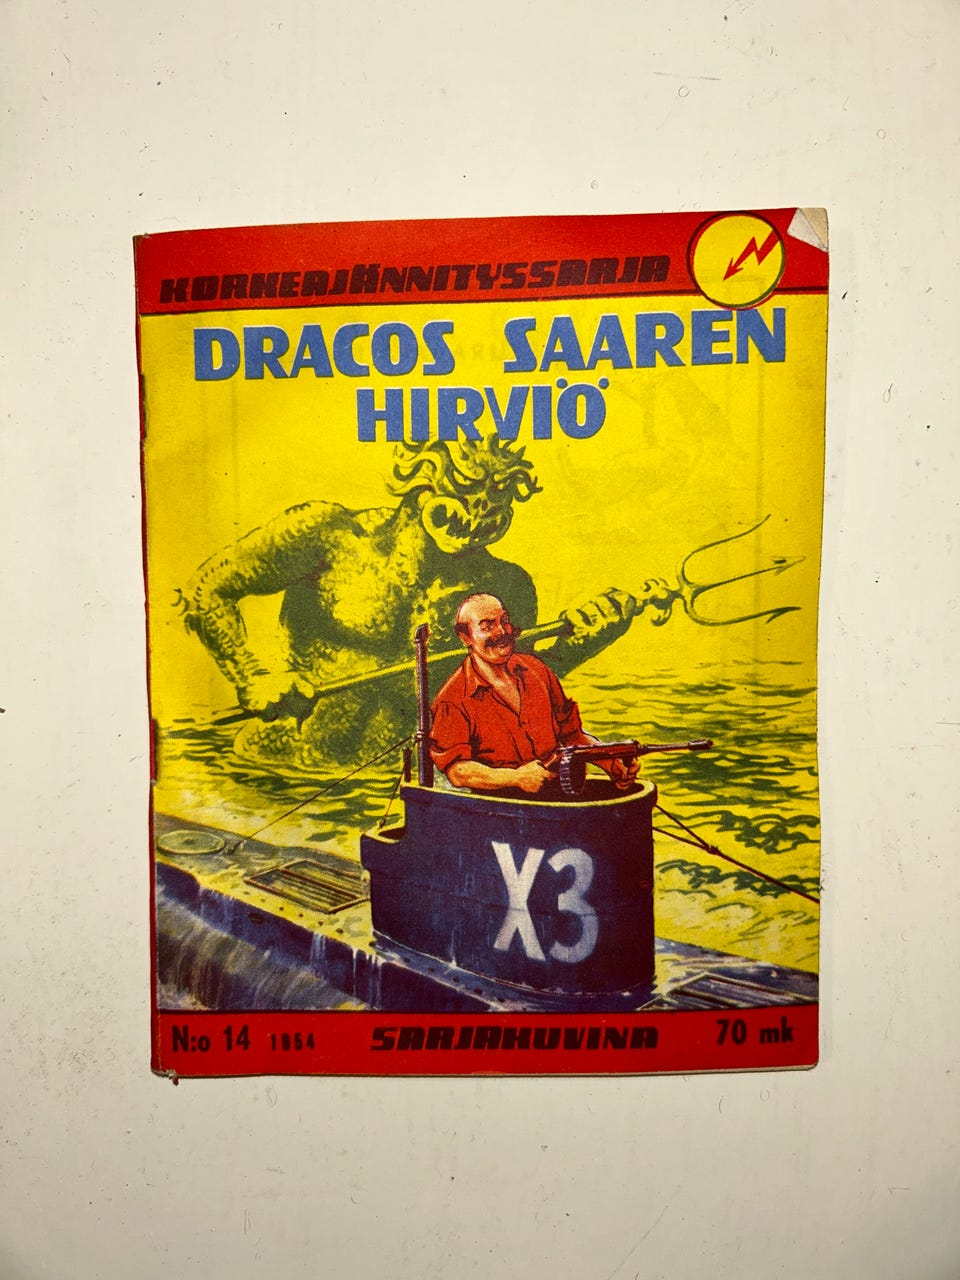 KORKEAJÄNNITYSSARJA
DRACOS SAAREN
HIRVIÖ
X3
N:o 14 1954 SARJAKUVINA 70 mk